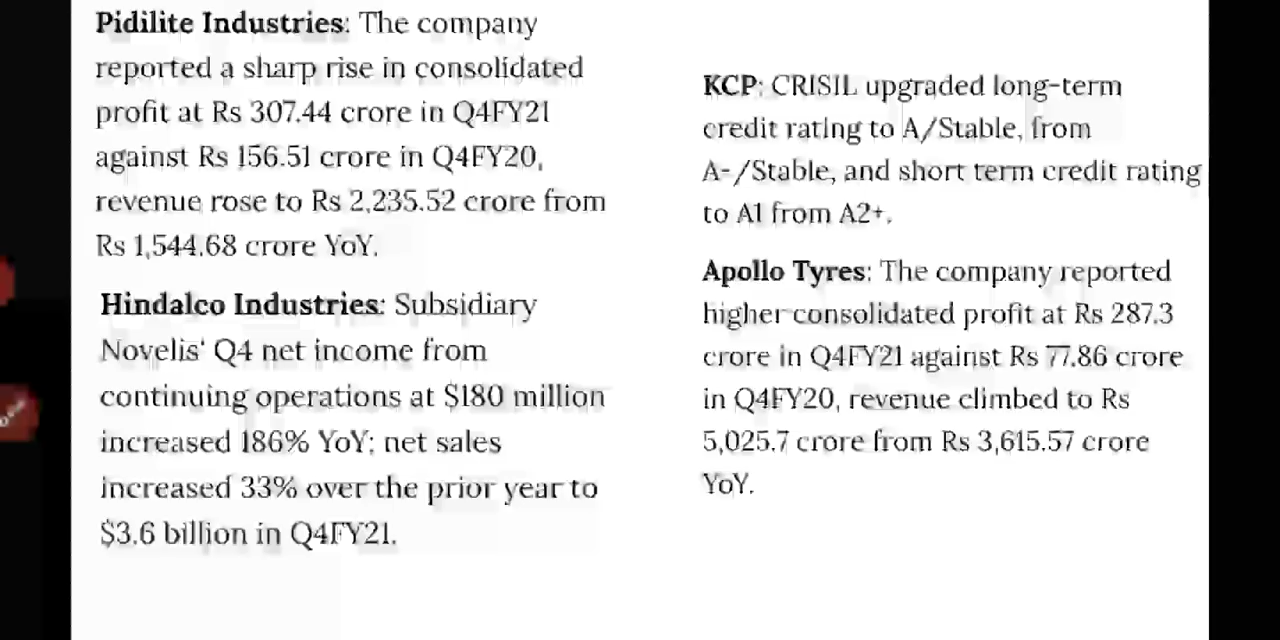 Pidilite Industries: The company
reported a sharp rise in consolidated
profit at Rs 307.44 crore in Q4FY21
against Rs 156.51 crore in Q4FY20,
revenue rose to Rs 2,235.52 crore from
Rs 1,544.68 crore YoY.
Hindalco Industries: Subsidiary
Novelis' Q4 net income from
continuing operations at $180 million
increased 186% YoY; net sales
increased 33% over the prior year to
$3.6 billion in Q4FY21.
KCP: CRISIL upgraded long-term
credit rating to A/Stable, from
A-/Stable, and short term credit rating
to A1 from A2+.
Apollo Tyres: The company reported
higher consolidated profit at Rs 287.3
crore in Q4FY21 against Rs 77.86 crore
in Q4FY20, revenue climbed to Rs
5,025.7 crore from Rs 3,615.57 crore
YoY.